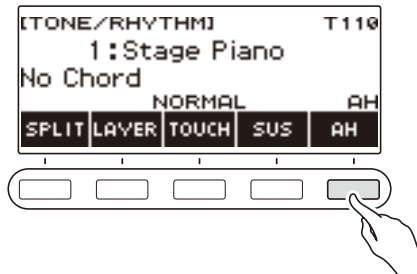 [TONE/RHYTHM] T110
1:Stage Piano
No Chord
NORMAL AH
SPLIT LAYER TOUCH SUS AH